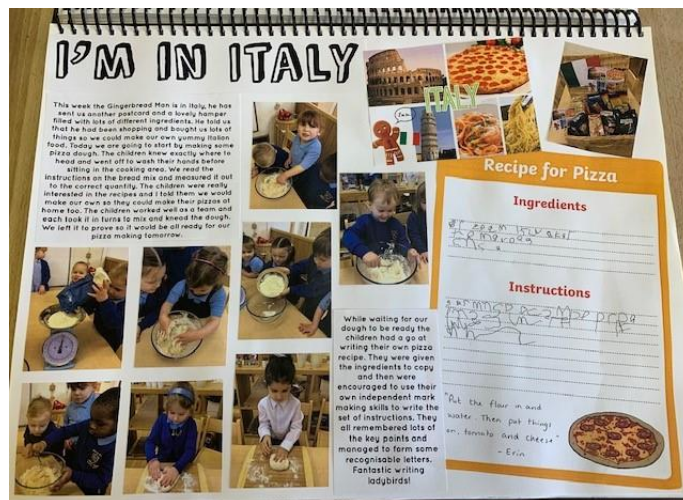 I'M IN ITALY
This week the Gingerbread Man is in Italy, he has
sent us another postcard and a lovely hamper
filled with lots of different ingredients. He told us
that he had been shopping and bought us lots of
things so we could make our own yummy Italian
food. Today we are going to start by making some
pizza dough. The children knew exactly where to
head and went off to wash their hands before
sitting in the cooking area. We read the
instructions on the bread mix and measured it out
to the correct quantity. The children were really
interested in the recipes and I told them we would
make our own so they could make their pizzas at
home too. The children worked well as a team and
each took it in turns to mix and knead the dough.
We left it to prove so it would be all ready for our
pizza making tomorrow.
ITALY
While waiting for our
dough to be ready the
children had a go at
writing their own pizza
recipe. They were given
the ingredients to copy
and then were
encouraged to use their
own independent mark
making skills to write the
set of instructions. They
all remembered lots of
the key points and
managed to form some
recognisable letters.
Fantastic writing
ladybirds!
Recipe for Pizza
Ingredients
Instructions
"Put the flour in and
water. Then put things
on, tomato and cheese"
- Erin